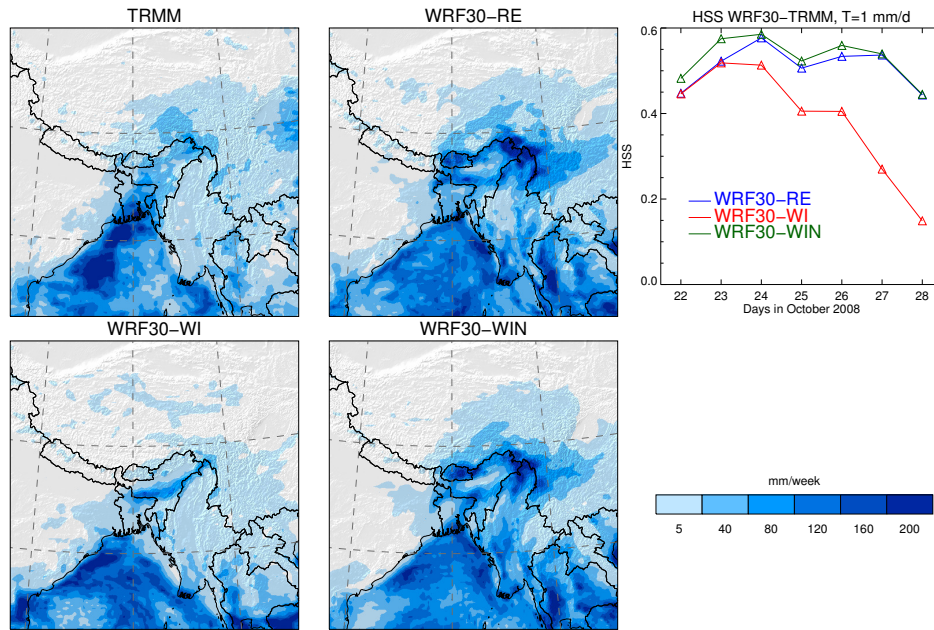 TRMM
WRF30−RE
HSS WRF30−TRMM, T=1 mm/d
0.6
0.4
0.2
0.0
HSS
WRF30−RE
WRF30−WI
WRF30−WIN
22 23 24 25 26 27 28
Days in October 2008
WRF30−WI
WRF30−WIN
mm/week
5 40 80 120 160 200